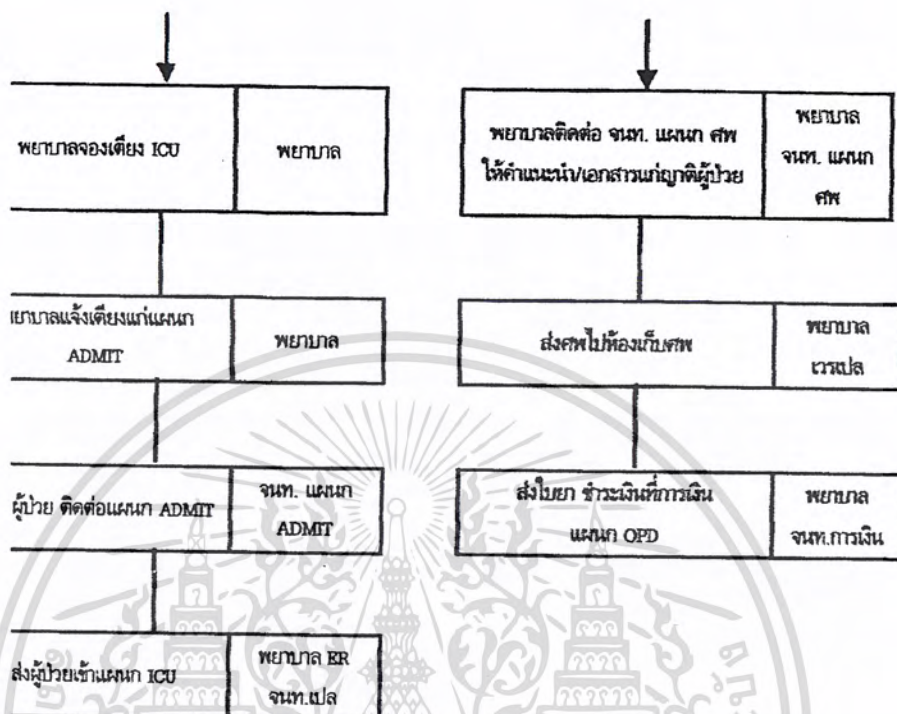 พยาบาลจองเตียง ICU
พยาบาล
พยาบาลแจ้งเตียงแก่แผนก
ADMIT
พยาบาล
ผู้ป่วย ติดต่อแผนก ADMIT
จนท. แผนก
ADMIT
ส่งผู้ป่วยเข้าแผนก ICU
พยาบาล ER
จนท.เปล
พยาบาลติดต่อ จนท. แผนก ศพ
ให้คำแนะนำ/เอกสารแก่ญาติผู้ป่วย
พยาบาล
จนท. แผนก
ศพ
ส่งศพไปห้องเก็บศพ
พยาบาล
เวรเปล
ส่งใบยา ชำระเงินที่การเงิน
แผนก OPD
พยาบาล
จนท.การเงิน